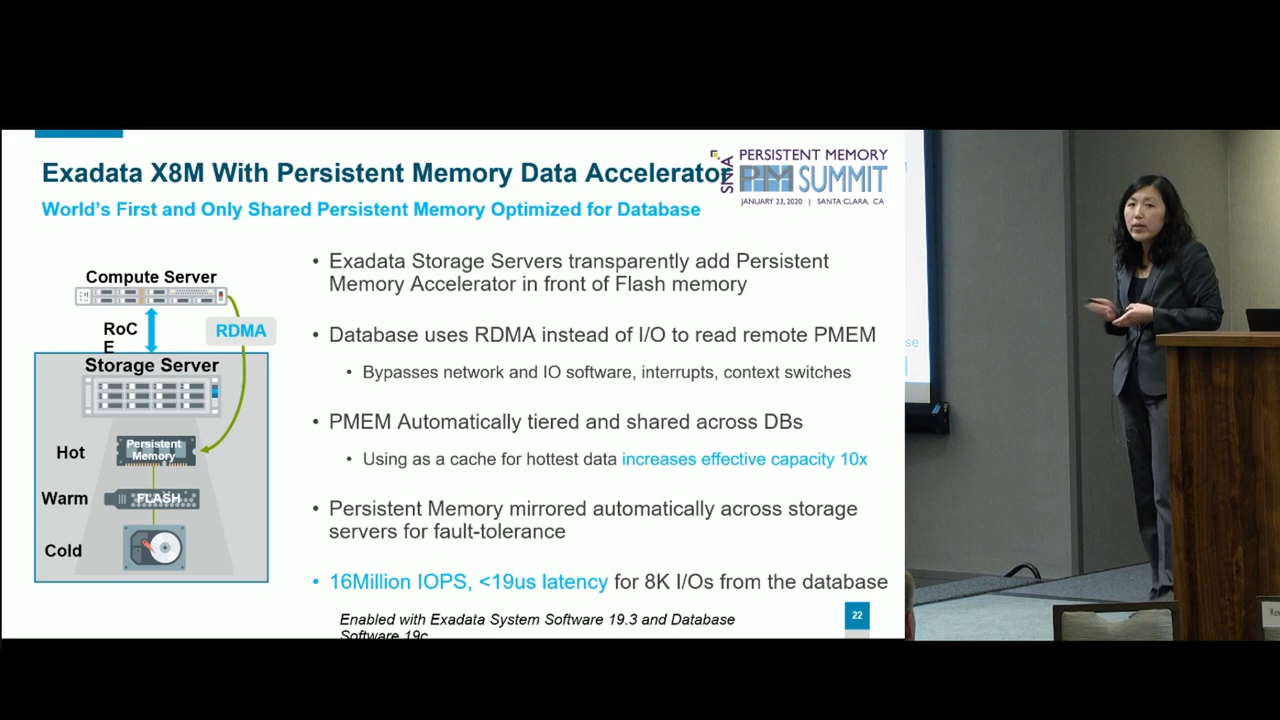 Exadata X8M With Persistent Memory Data Accelerator
World's First and Only Shared Persistent Memory Optimized for Database
SNIA
PERSISTENT MEMORY
PM SUMMIT
JANUARY 23, 2020 | SANTA CLARA, CA
Compute Server
RoC
E
RDMA
Storage Server
Hot
Persistent
Memory
Warm
FLASH
Cold
• Exadata Storage Servers transparently add Persistent
Memory Accelerator in front of Flash memory
• Database uses RDMA instead of I/O to read remote PMEM
• Bypasses network and IO software, interrupts, context switches
• PMEM Automatically tiered and shared across DBs
• Using as a cache for hottest data increases effective capacity 10x
• Persistent Memory mirrored automatically across storage
servers for fault-tolerance
• 16Million IOPS, <19us latency for 8K I/Os from the database
Enabled with Exadata System Software 19.3 and Database
Software 19c
22
se